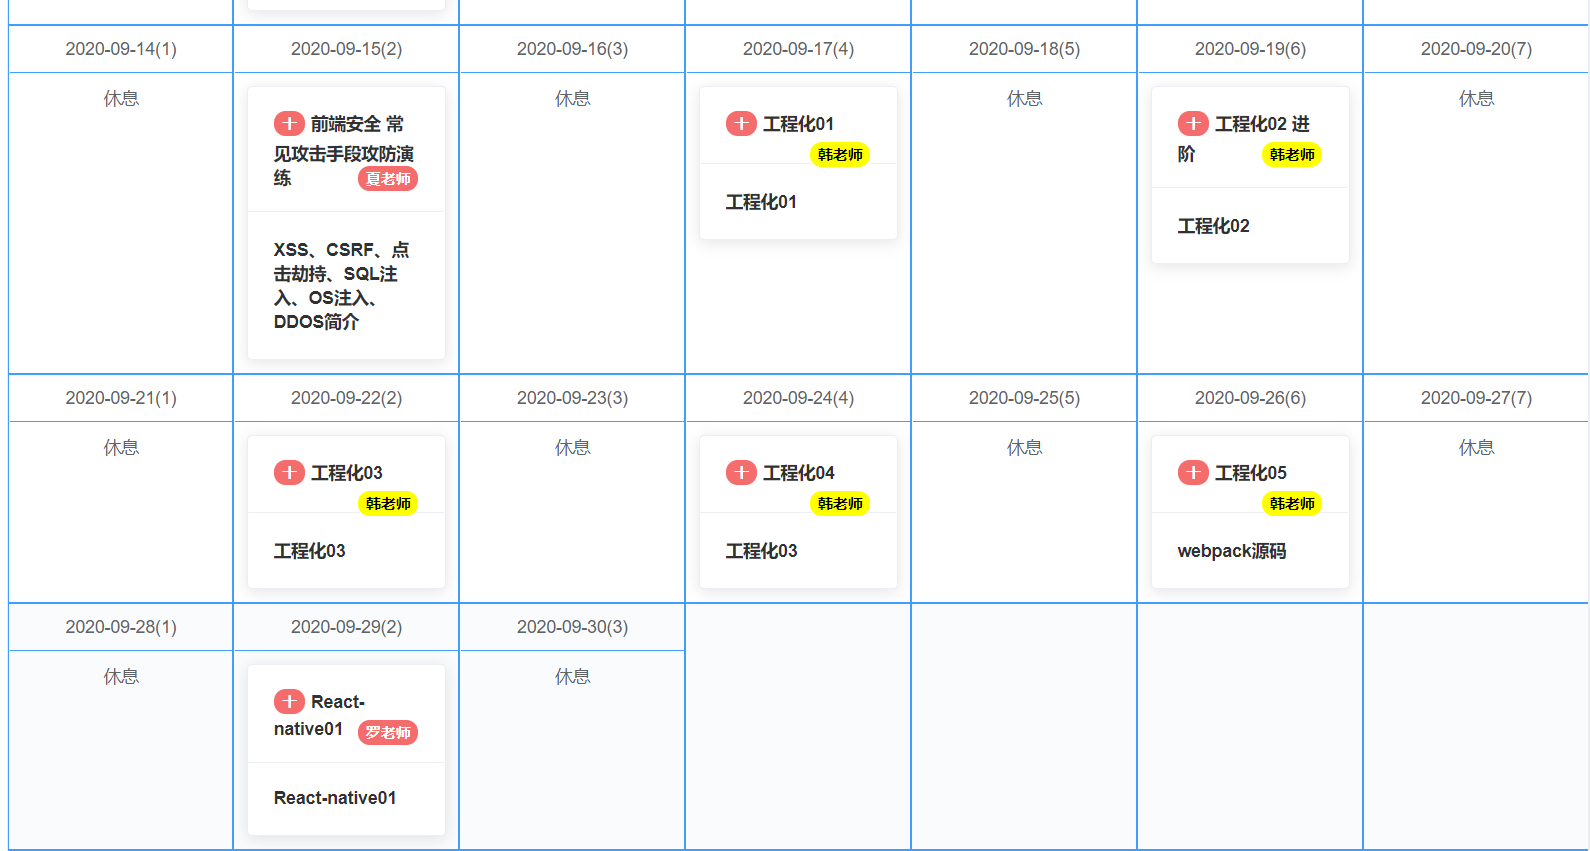 2020-09-14(1) 2020-09-15(2) 2020-09-16(3) 2020-09-17(4) 2020-09-18(5) 2020-09-19(6) 2020-09-20(7)
休息
前端安全 常
见攻击手段攻防演
练 夏老师
XSS、CSRF、点
击劫持、SQL注
入、OS注入、
DDOS简介
休息
工程化01
韩老师
工程化01
休息
工程化02 进
阶 韩老师
工程化02
休息
2020-09-21(1) 2020-09-22(2) 2020-09-23(3) 2020-09-24(4) 2020-09-25(5) 2020-09-26(6) 2020-09-27(7)
休息
工程化03
韩老师
工程化03
休息
工程化04
韩老师
工程化03
休息
工程化05
韩老师
webpack源码
休息
2020-09-28(1) 2020-09-29(2) 2020-09-30(3)
休息
React-
native01 罗老师
React-native01
休息